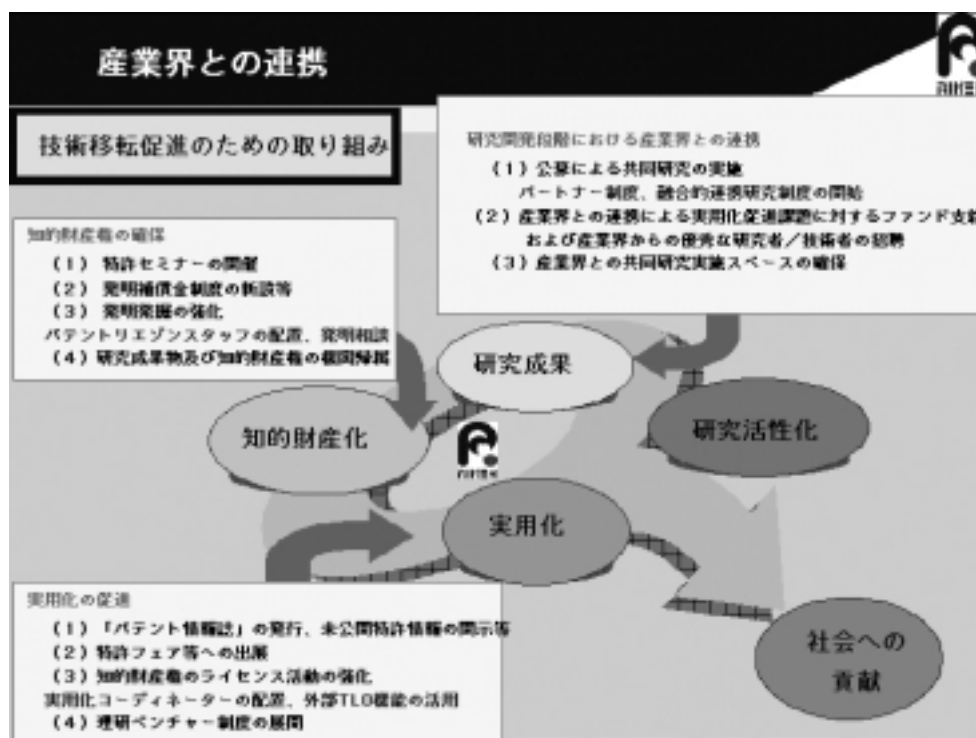 産業界との連携
RIKEN
技術移転促進のための取り組み
研究開発段階における産業界との連携
(1)公募による共同研究の実施
パートナー制度、融合的連携研究制度の開始
(2)産業界との連携による実用化促進課題に対するファンド支給
および産業界からの優秀な研究者/技術者の招聘
(3)産業界との共同研究実施スペースの確保
知的財産権の確保
(1) 特許セミナーの開催
(2) 発明補償金制度の新設等
(3) 発明発掘の強化
パテントリエゾンスタッフの配置、発明相談
(4)研究成果物及び知的財産権の機関帰属
研究成果
知的財産化
研究活性化
RIKEN
実用化
実用化の促進
(1)「パテント情報誌」の発行、未公開特許情報の開示等
(2)特許フェア等への出展
(3)知的財産権のライセンス活動の強化
実用化コーディネーターの配置、外部TLO機能の活用
(4)理研ベンチャー制度の展開
社会への
貢献